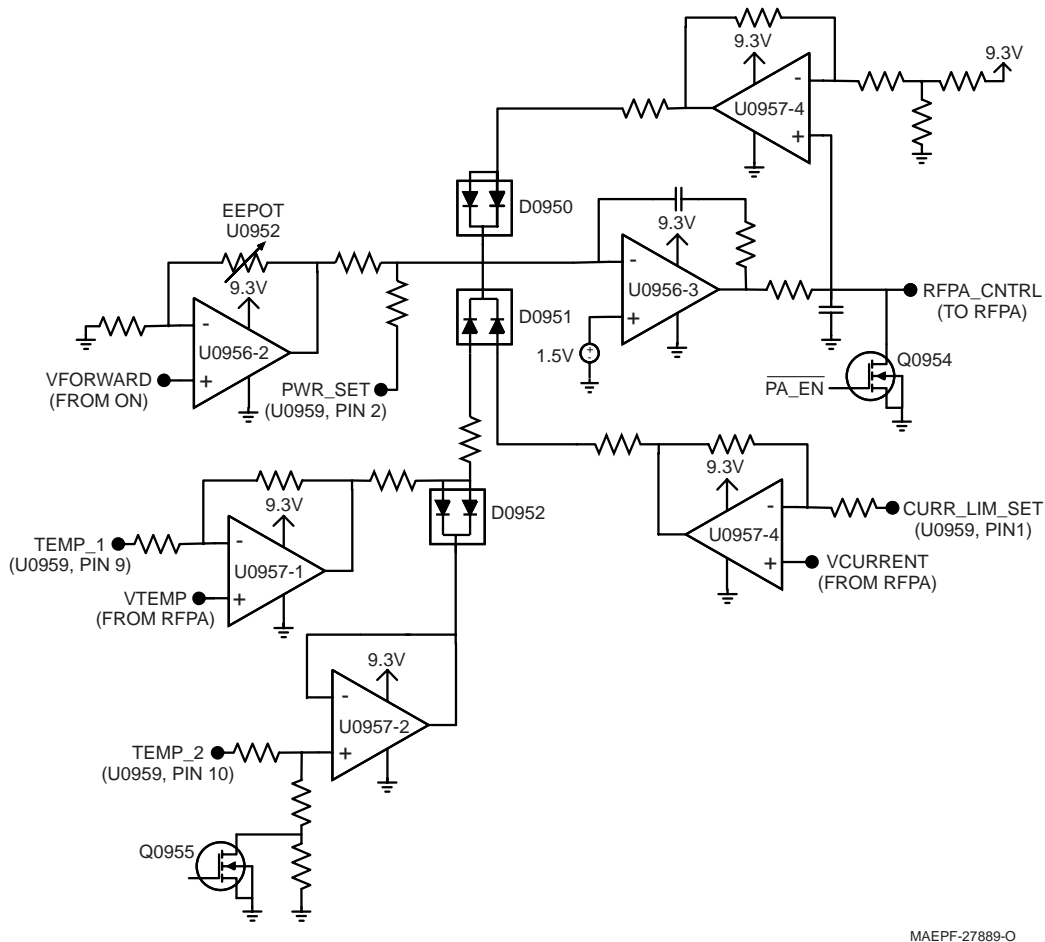 9.3V
9.3V
U0957-4
-
+
D0950
EEPOT
U0952
9.3V
9.3V
-
U0956-3
+
RFPA_CNTRL
(TO RFPA)
D0951
-
U0956-2
+
1.5V
+
-
Q0954
VFORWARD
(FROM ON)
PWR_SET
(U0959, PIN 2)
PA_EN
9.3V
9.3V
-
U0957-4
+
CURR_LIM_SET
(U0959, PIN1)
D0952
TEMP_1
(U0959, PIN 9)
-
U0957-1
+
VCURRENT
(FROM RFPA)
VTEMP
(FROM RFPA)
9.3V
-
U0957-2
+
TEMP_2
(U0959, PIN 10)
Q0955
MAEPF-27889-O